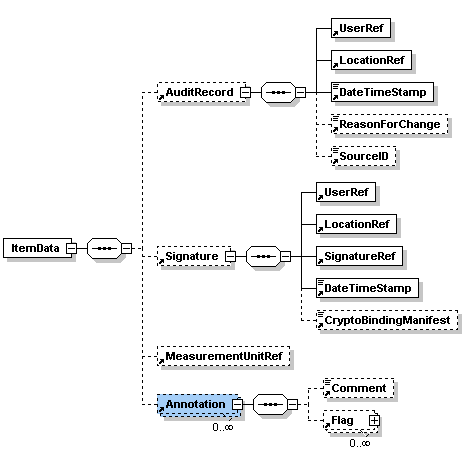 UserRef
LocationRef
AuditRecord
DateTimeStamp
ReasonForChange
SourceID
UserRef
LocationRef
ItemData
Signature
SignatureRef
DateTimeStamp
CryptoBindingManifest
MeasurementUnitRef
Comment
Annotation
0..∞
Flag
0..∞